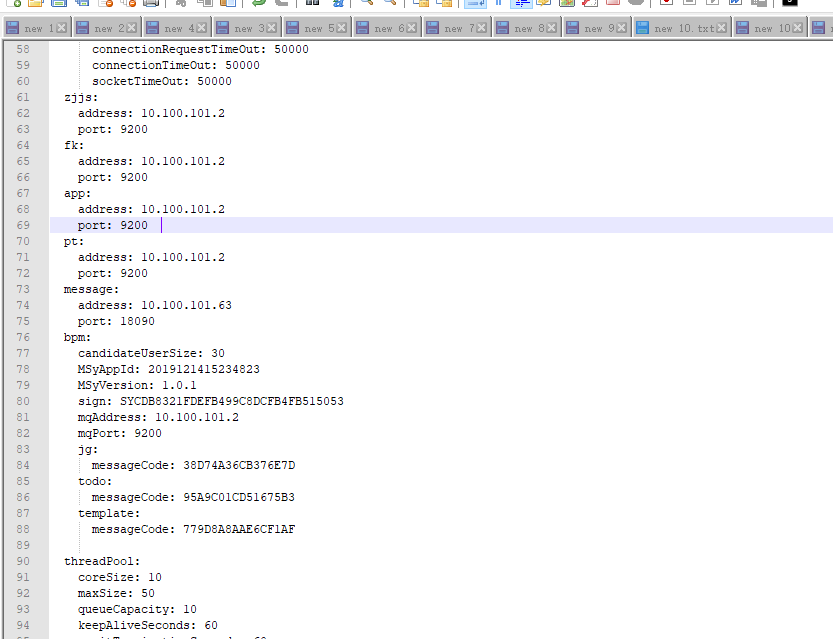 new 1 new 2 new 4 new 3 new 5 new 6 new 7 new 8 new 9 new 10.txt new 10
58 connectionRequestTimeOut: 50000
59 connectionTimeOut: 50000
60 socketTimeOut: 50000
61 zjjs:
62 address: 10.100.101.2
63 port: 9200
64 fk:
65 address: 10.100.101.2
66 port: 9200
67 app:
68 address: 10.100.101.2
69 port: 9200
70 pt:
71 address: 10.100.101.2
72 port: 9200
73 message:
74 address: 10.100.101.63
75 port: 18090
76 bpm:
77 candidateUserSize: 30
78 MSyAppId: 2019121415234823
79 MSyVersion: 1.0.1
80 sign: SYCDB8321FDEFB499C8DCFB4FB515053
81 mqAddress: 10.100.101.2
82 mqPort: 9200
83 jg:
84 messageCode: 38D74A36CB376E7D
85 todo:
86 messageCode: 95A9C01CD51675B3
87 template:
88 messageCode: 779D8A8AAE6CF1AF
89
90 threadPool:
91 coreSize: 10
92 maxSize: 50
93 queueCapacity: 10
94 keepAliveSeconds: 60